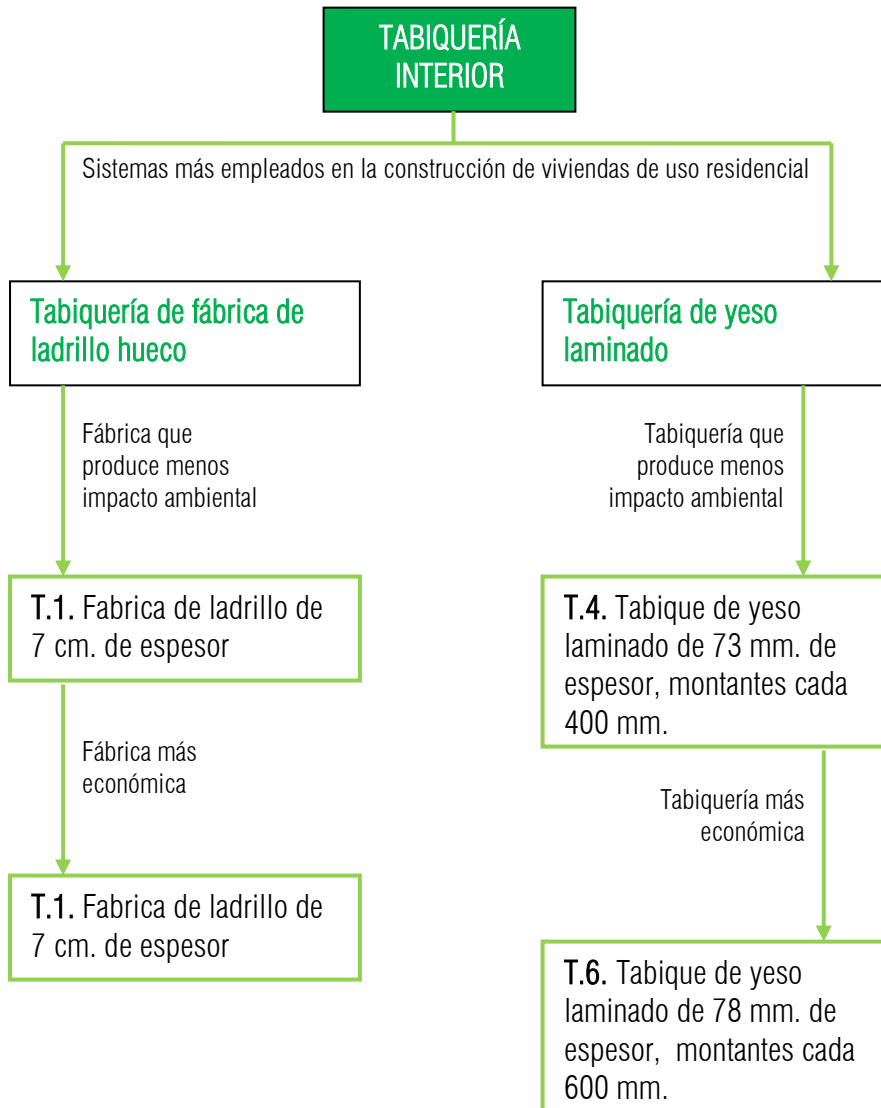 TABIQUERÍA
INTERIOR
Sistemas más empleados en la construcción de viviendas de uso residencial
Tabiquería de fábrica de
ladrillo hueco
Fábrica que
produce menos
impacto ambiental
T.1. Fabrica de ladrillo de
7 cm. de espesor
Fábrica más
económica
T.1. Fabrica de ladrillo de
7 cm. de espesor
Tabiquería de yeso
laminado
Tabiquería que
produce menos
impacto ambiental
T.4. Tabique de yeso
laminado de 73 mm. de
espesor, montantes cada
400 mm.
Tabiquería más
económica
T.6. Tabique de yeso
laminado de 78 mm. de
espesor,  montantes cada
600 mm.